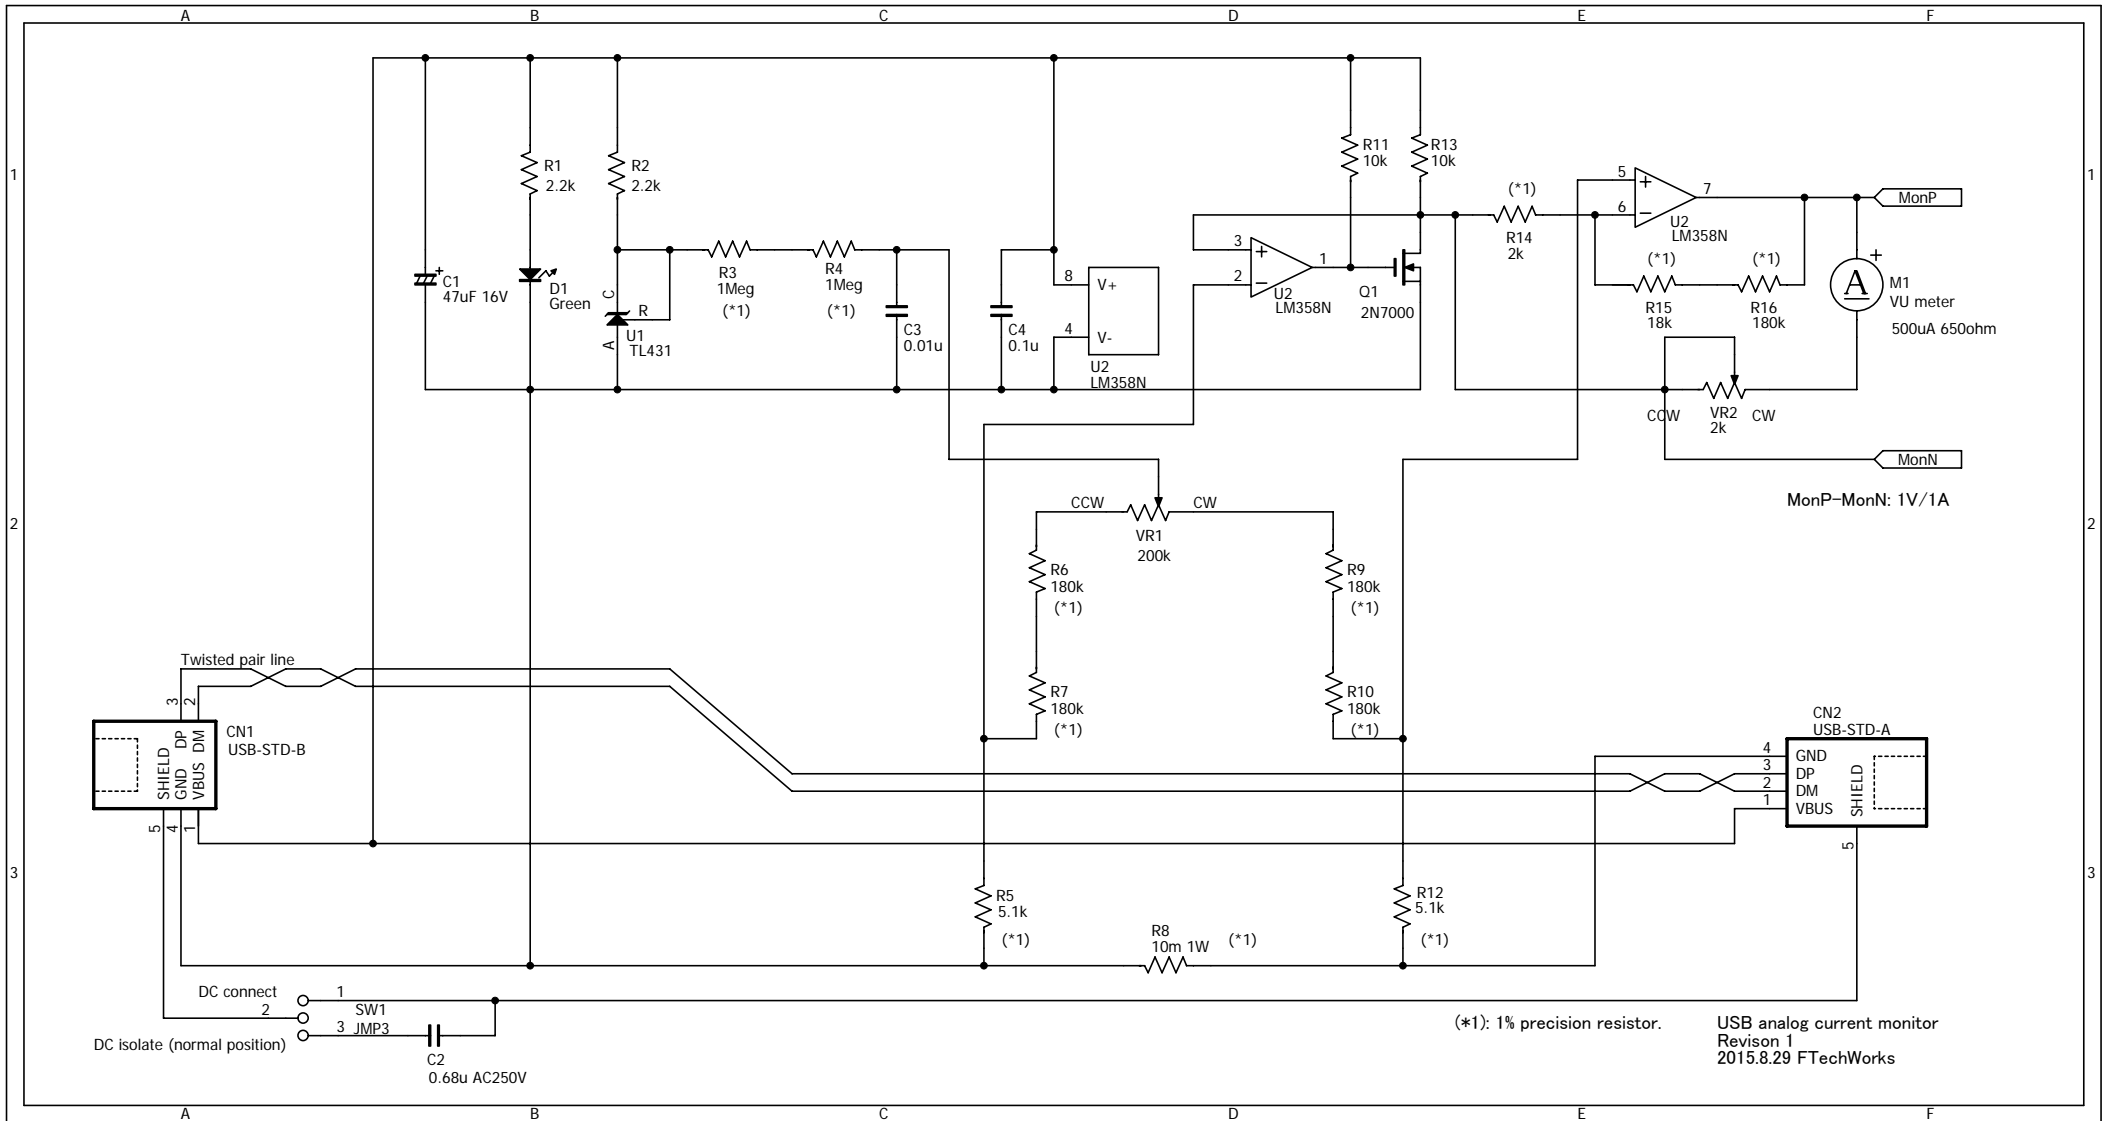 A B C D E F
1
2
3
1
2
3
R1
2.2k
R2
2.2k
R11
10k
R13
10k
(*1)
R14
2k
5
6
7
U2
LM358N
MonP
C1
47uF 16V
+
D1
Green
C
R
A
U1
TL431
R3
1Meg
(*1)
R4
1Meg
(*1)
C3
0.01u
C4
0.1u
8
V+
4
V-
U2
LM358N
3
2
1
U2
LM358N
Q1
2N7000
(*1)
R15
18k
(*1)
R16
180k
A
+
M1
VU meter
500uA 650ohm
CCW
VR2
2k
CW
MonN
MonP-MonN: 1V/1A
CCW
CW
VR1
200k
R6
180k
(*1)
R9
180k
(*1)
R7
180k
(*1)
R10
180k
(*1)
Twisted pair line
3
2
CN1
USB-STD-B
SHIELD
GND
DP
VBUS
DM
5
4
1
CN2
USB-STD-A
4
GND
3
DP
2
DM
1
VBUS
SHIELD
5
R5
5.1k
(*1)
R8
10m 1W
(*1)
R12
5.1k
(*1)
DC connect
1
2
SW1
3
JMP3
DC isolate (normal position)
C2
0.68u AC250V
(*1): 1% precision resistor.
USB analog current monitor
Revison 1
2015.8.29 FTechWorks
A B C D E F